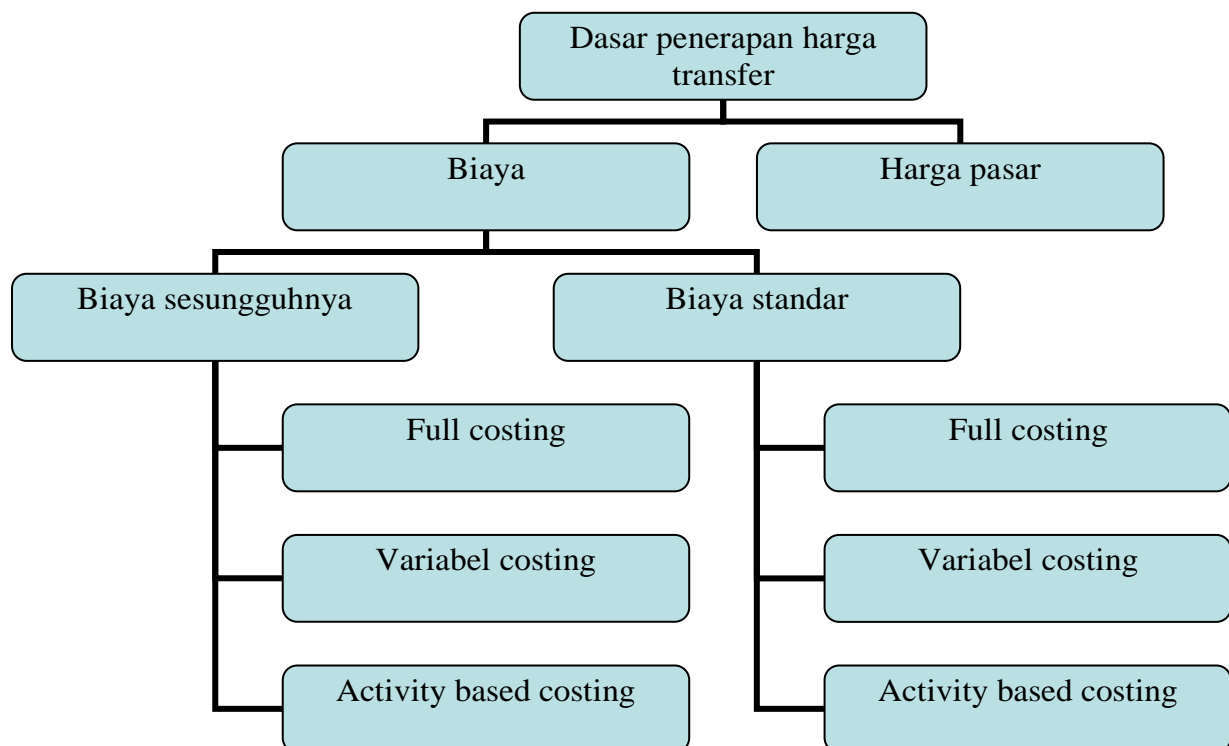 Dasar penerapan harga
transfer
Biaya
Harga pasar
Biaya sesungguhnya
Biaya standar
Full costing
Full costing
Variabel costing
Variabel costing
Activity based costing
Activity based costing